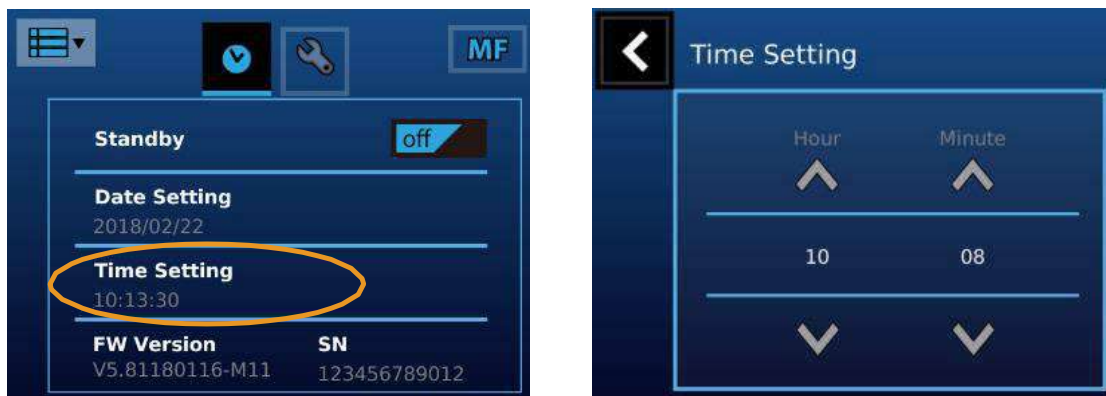 MF
Standby
off
Date Setting
2018/02/22
Time Setting
10:13:30
FW Version SN
V5.81180116-M11 123456789012
Time Setting
Hour Minute
10 08